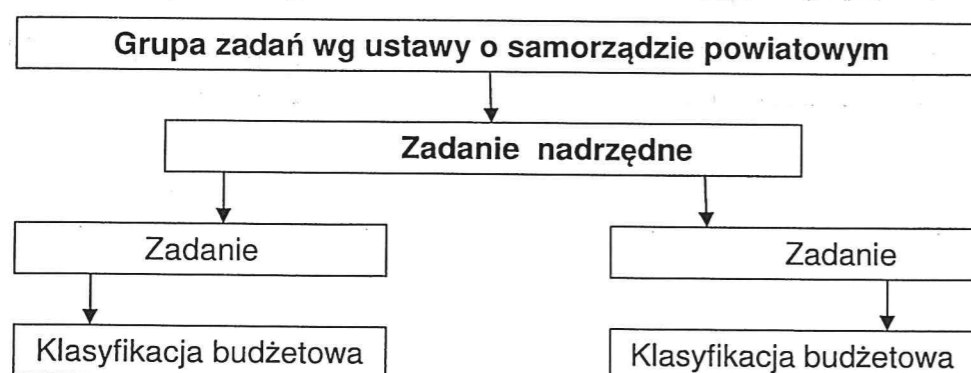 Grupa zadań wg ustawy o samorządzie powiatowym
Zadanie nadrzędne
Zadanie
Zadanie
Klasyfikacja budżetowa
Klasyfikacja budżetowa